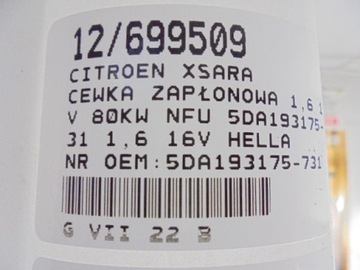 12/699509
CITROEN XSARA
CEWKA ZAPŁONOWA 1,6
V 80KW NFU 5DA193175-
31 1,6 16V HELLA
NR OEM:5DA193175-731
G VII 22 B